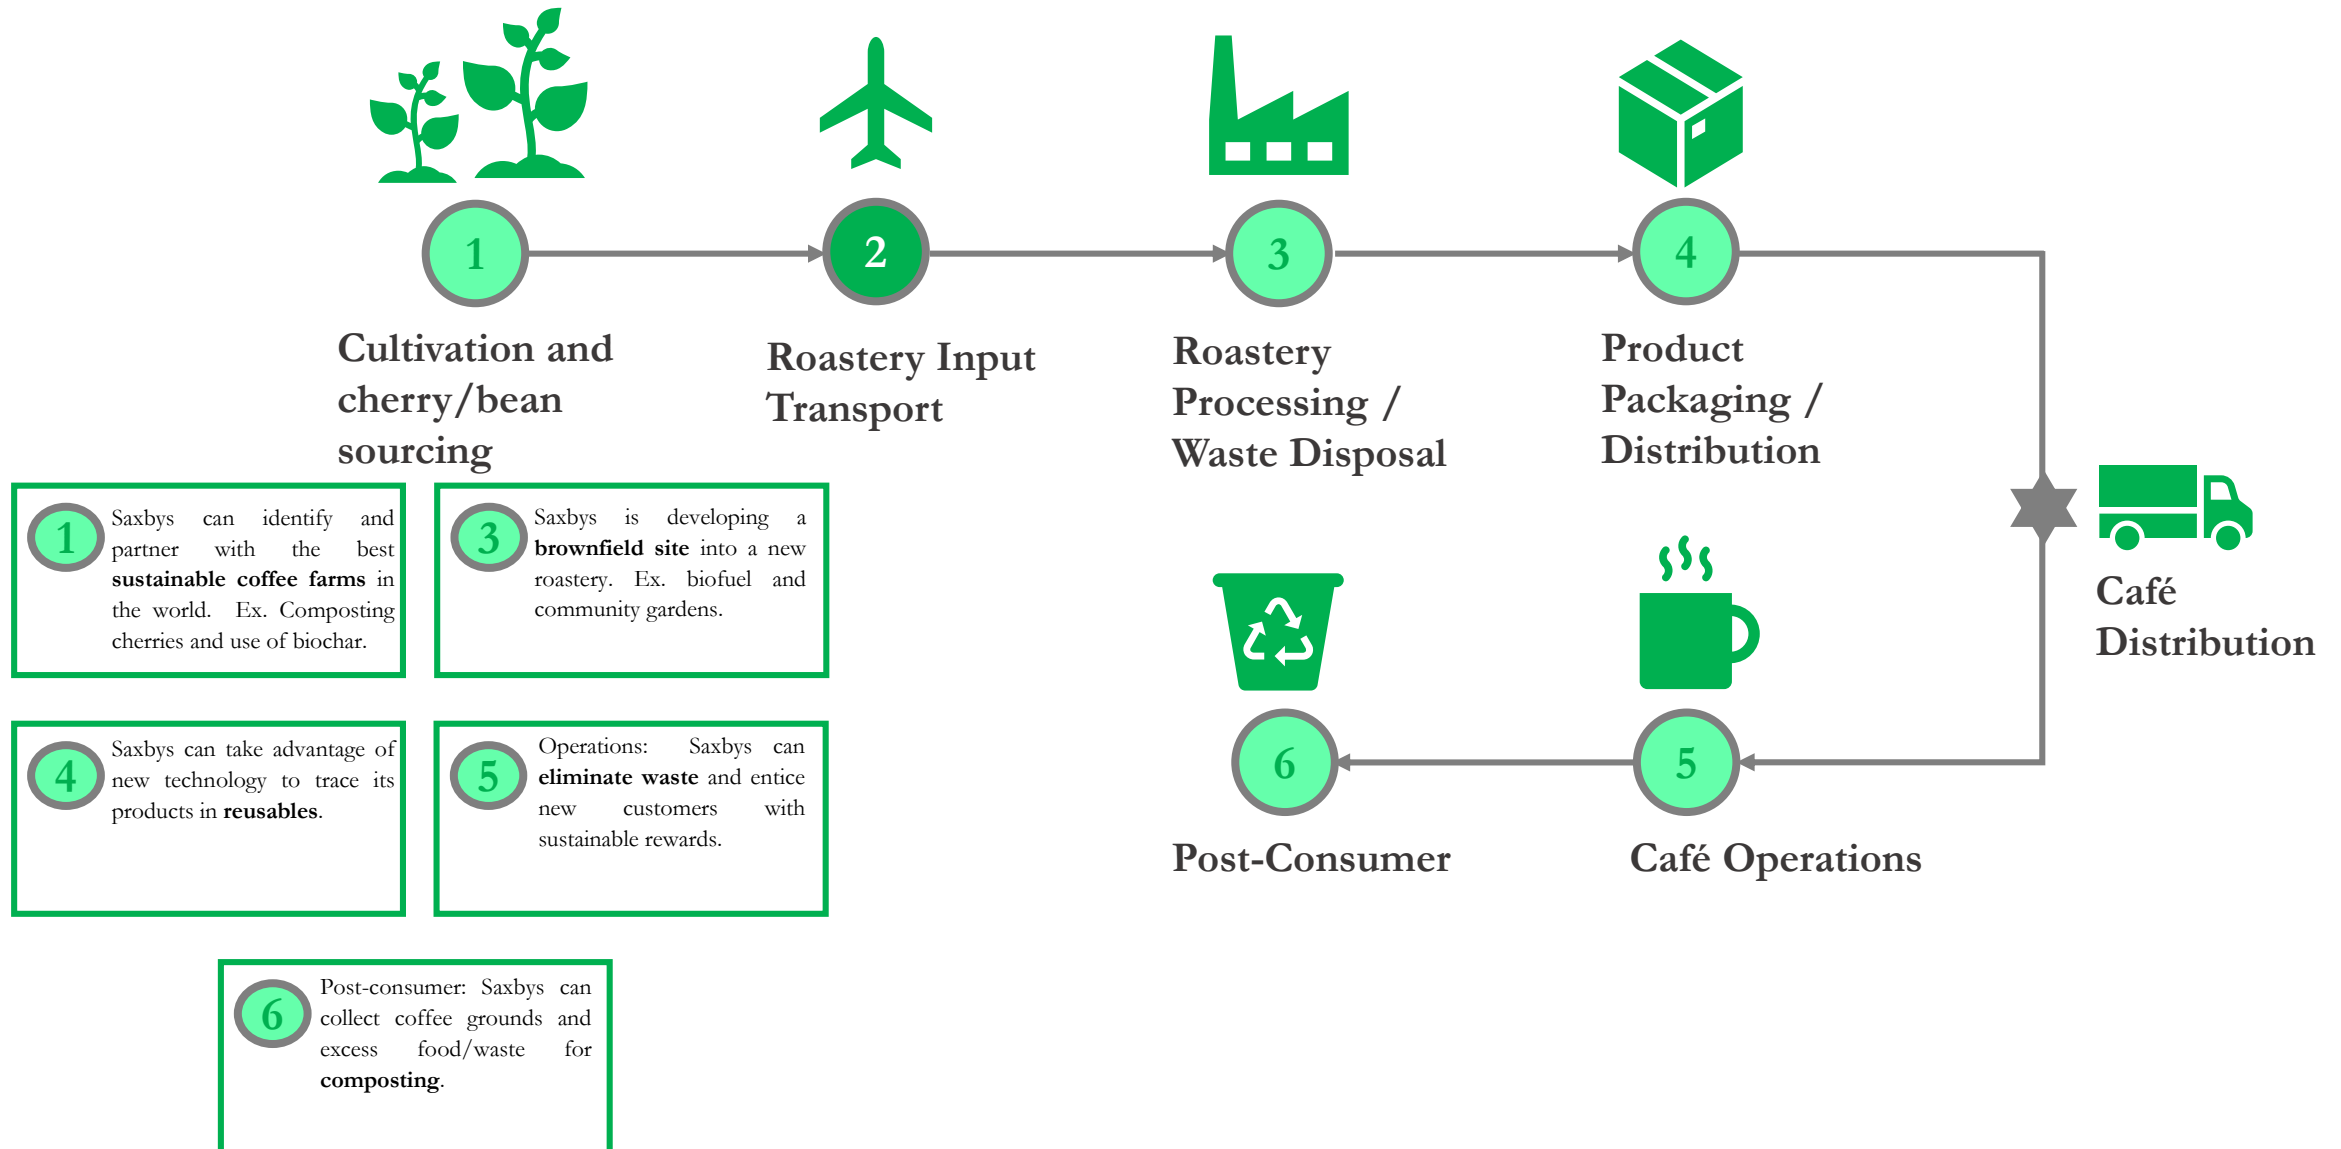 1
2
3
4
Cultivation and
cherry/bean
sourcing
Roastery Input
Transport
Roastery
Processing /
Waste Disposal
Product
Packaging /
Distribution
Café
Distribution
6
5
Post-Consumer
Café Operations
1
Saxbys can identify and
partner with the best
sustainable coffee farms in
the world. Ex. Composting
cherries and use of biochar.
3
Saxbys is developing a
brownfield site into a new
roastery. Ex. biofuel and
community gardens.
4
Saxbys can take advantage of
new technology to trace its
products in reusables.
5
Operations: Saxbys can
eliminate waste and entice
new customers with
sustainable rewards.
6
Post-consumer: Saxbys can
collect coffee grounds and
excess food/waste for
composting.